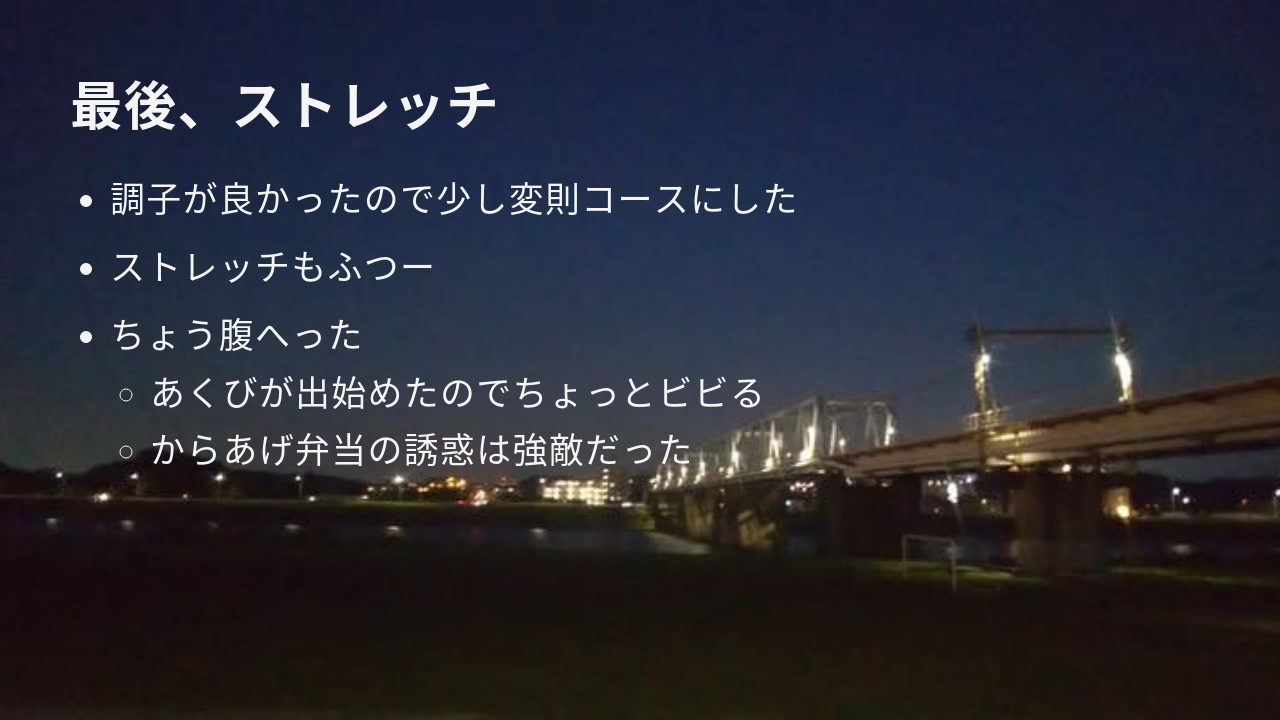 最後、ストレッチ
調子が良かったので少し変則コースにした
ストレッチもふつー
ちょう腹へった
あくびが出始めたのでちょっとビビる
からあげ弁当の誘惑は強敵だった